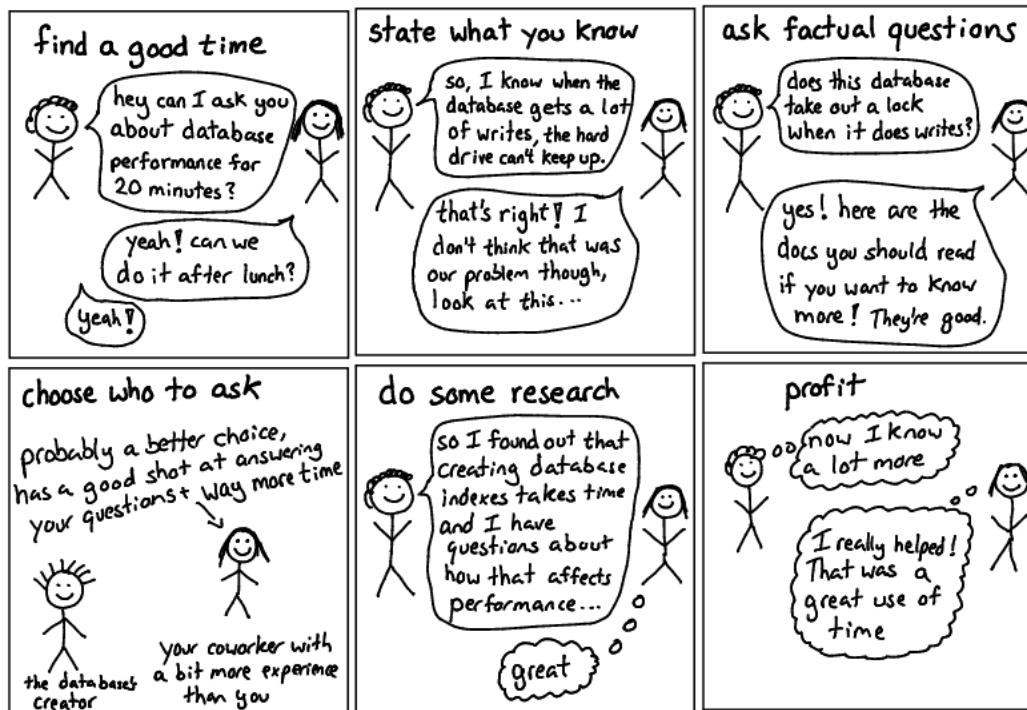 find a good time
hey can I ask you
about database
performance for
20 minutes?
yeah! can we
do it after lunch?
yeah!
state what you know
so, I know when the
database gets a lot
of writes, the hard
drive can't keep up.
that's right! I
don't think that was
our problem though,
look at this...
ask factual questions
does this database
take out a lock
when it does writes?
yes! here are the
docs you should read
if you want to know
more! They're good.
choose who to ask
probably a better choice,
has a good shot at answering
your questions + way more time
the database's
creator
your coworker with
a bit more experience
than you
do some research
so I found out that
creating database
indexes takes time
and I have
questions about
how that affects
performance...
great
profit
now I know
a lot more
I really helped!
That was a
great use of
time